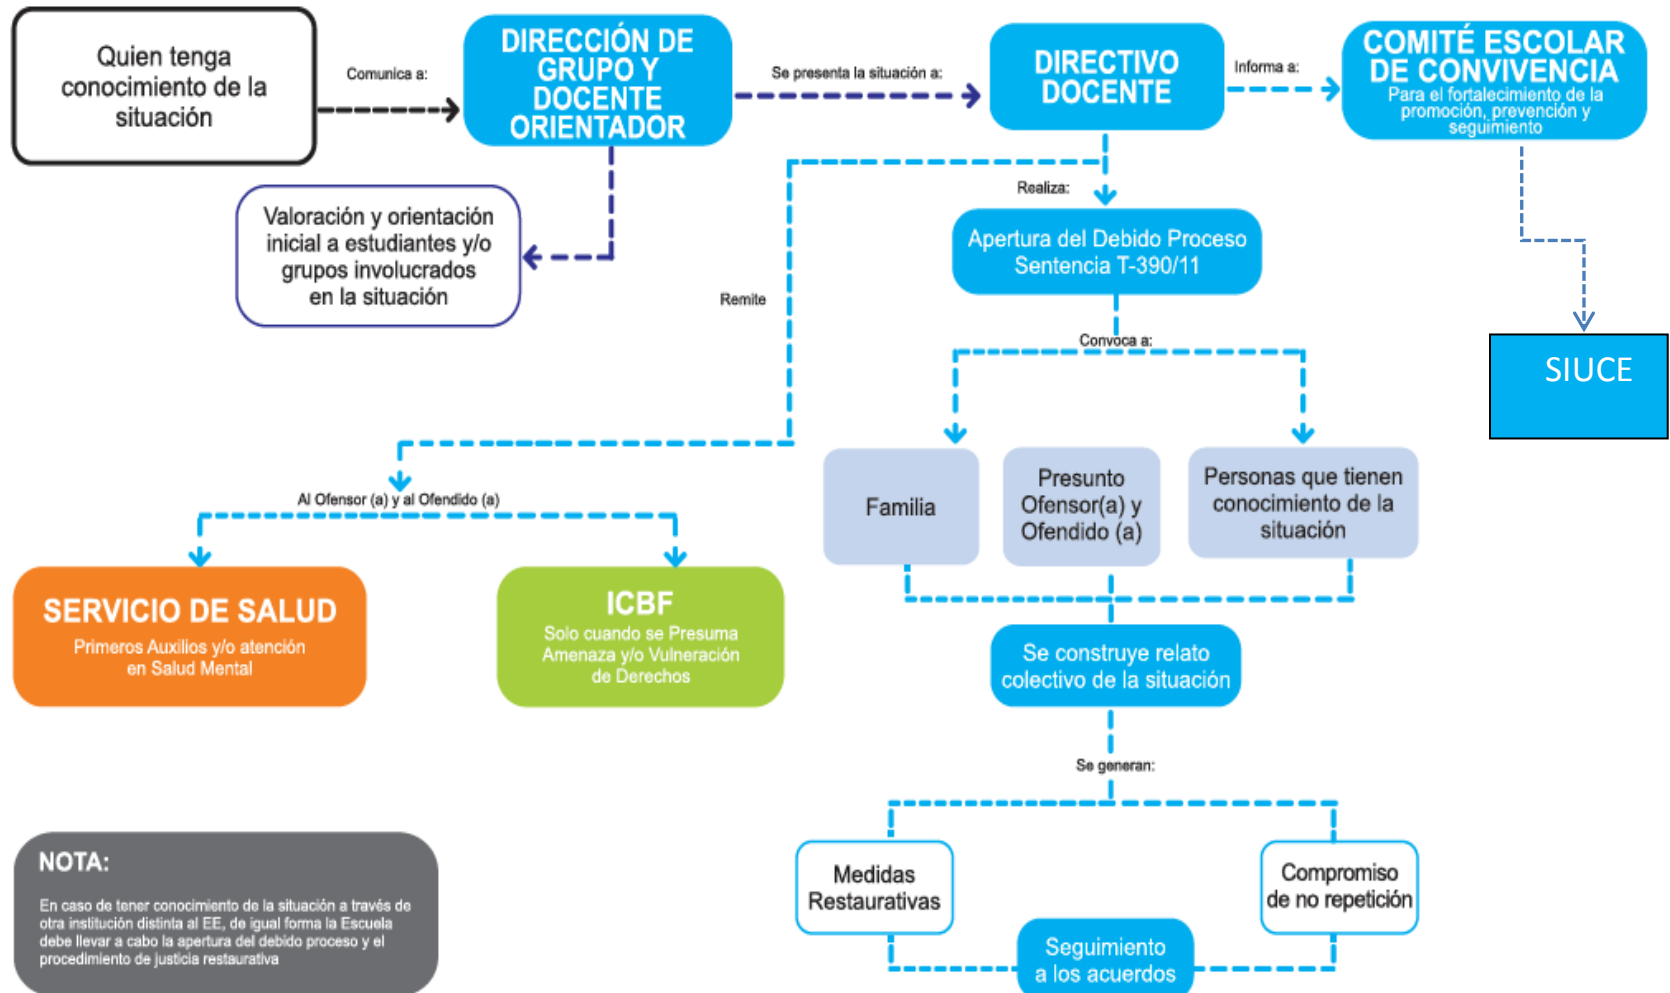 Quien tenga
conocimiento de la
situación
Comunica a:
DIRECCIÓN DE
GRUPO Y
DOCENTE
ORIENTADOR
Se presenta la situación a:
DIRECTIVO
DOCENTE
Informa a:
COMITÉ ESCOLAR
DE CONVIVENCIA
Para el fortalecimiento de la
promoción, prevención y
seguimiento
Valoración y orientación
inicial a estudiantes y/o
grupos involucrados
en la situación
Realiza:
Apertura del Debido Proceso
Sentencia T-390/11
Remite
Convoca a:
SIUCE
Familia
Presunto
Ofensor(a) y
Ofendido (a)
Personas que tienen
conocimiento de la
situación
Al Ofensor (a) y al Ofendido (a)
SERVICIO DE SALUD
Primeros Auxilios y/o atención
en Salud Mental
ICBF
Solo cuando se Presuma
Amenaza y/o Vulneración
de Derechos
Se construye relato
colectivo de la situación
Se generan:
Medidas
Restaurativas
Compromiso
de no repetición
Seguimiento
a los acuerdos
NOTA:
En caso de tener conocimiento de la situación a través de
otra institución distinta al EE, de igual forma la Escuela
debe llevar a cabo la apertura del debido proceso y el
procedimiento de justicia restaurativa